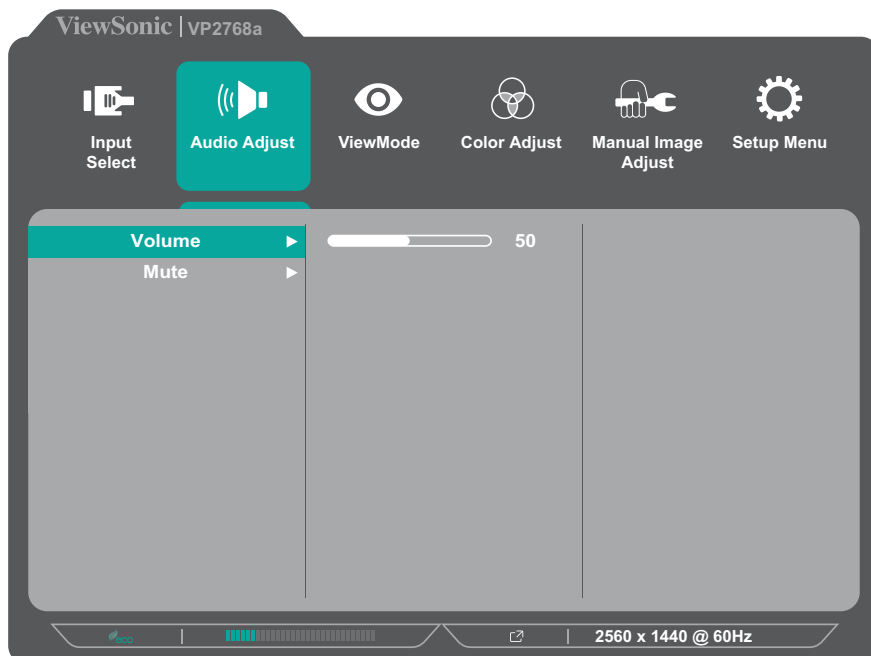 ViewSonic | VP2768a
Input Select
Audio Adjust
ViewMode
Color Adjust
Manual Image Adjust
Setup Menu
Volume
50
Mute
eco
2560 x 1440 @ 60Hz